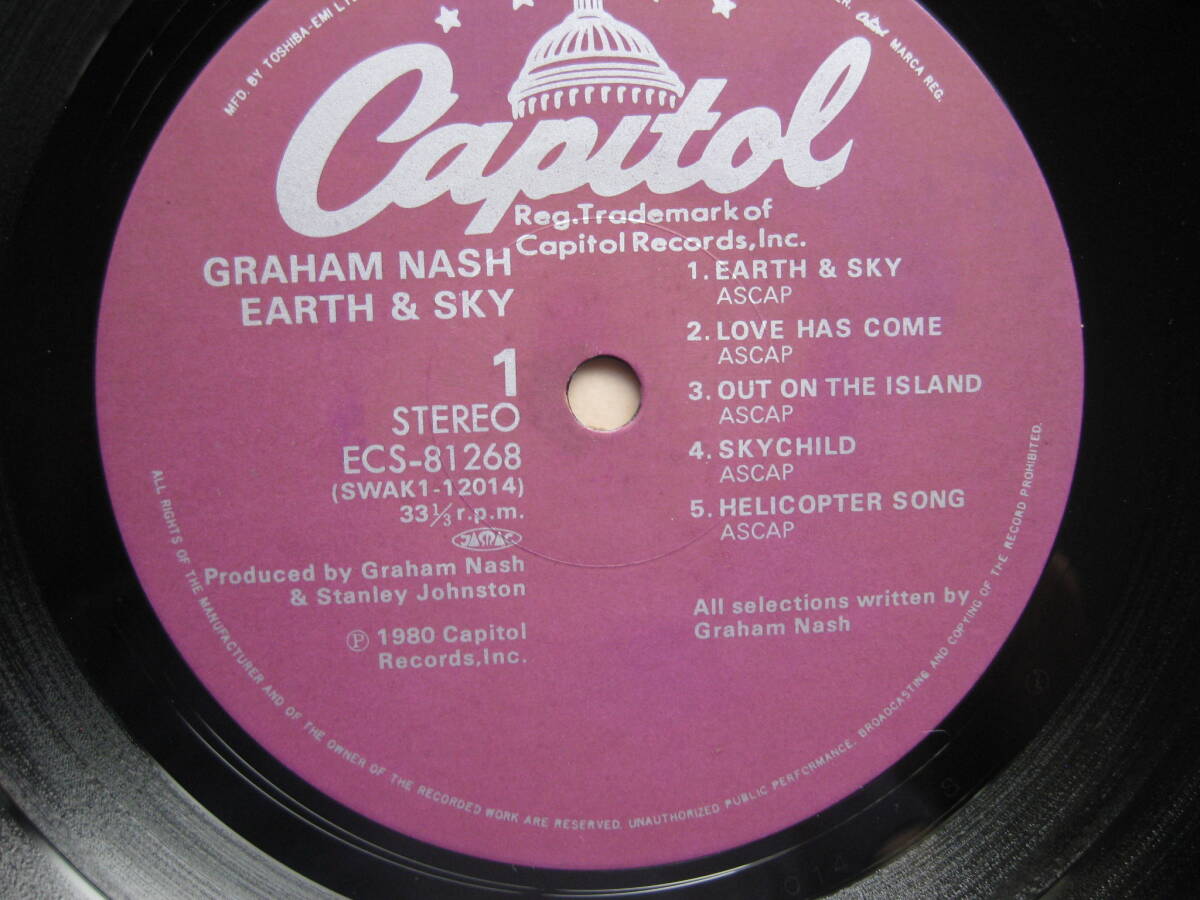 MFD. BY TOSHIBA-EMI
MARCA REG.
Capitol
Reg. Trademark of
Capitol Records, Inc.
GRAHAM NASH
EARTH & SKY
1
STEREO
ECS-81268
(SWAK1-12014)
33⅓ r.p.m.
JASRAC
Produced by Graham Nash
& Stanley Johnston
Ⓟ 1980 Capitol
Records, Inc.
1. EARTH & SKY
ASCAP
2. LOVE HAS COME
ASCAP
3. OUT ON THE ISLAND
ASCAP
4. SKYCHILD
ASCAP
5. HELICOPTER SONG
ASCAP
All selections written by
Graham Nash
ALL RIGHTS OF THE MANUFACTURER AND OF THE OWNER OF THE RECORDED WORK ARE RESERVED. UNAUTHORIZED PUBLIC PERFORMANCE, BROADCASTING AND COPYING OF THE RECORD PROHIBITED.